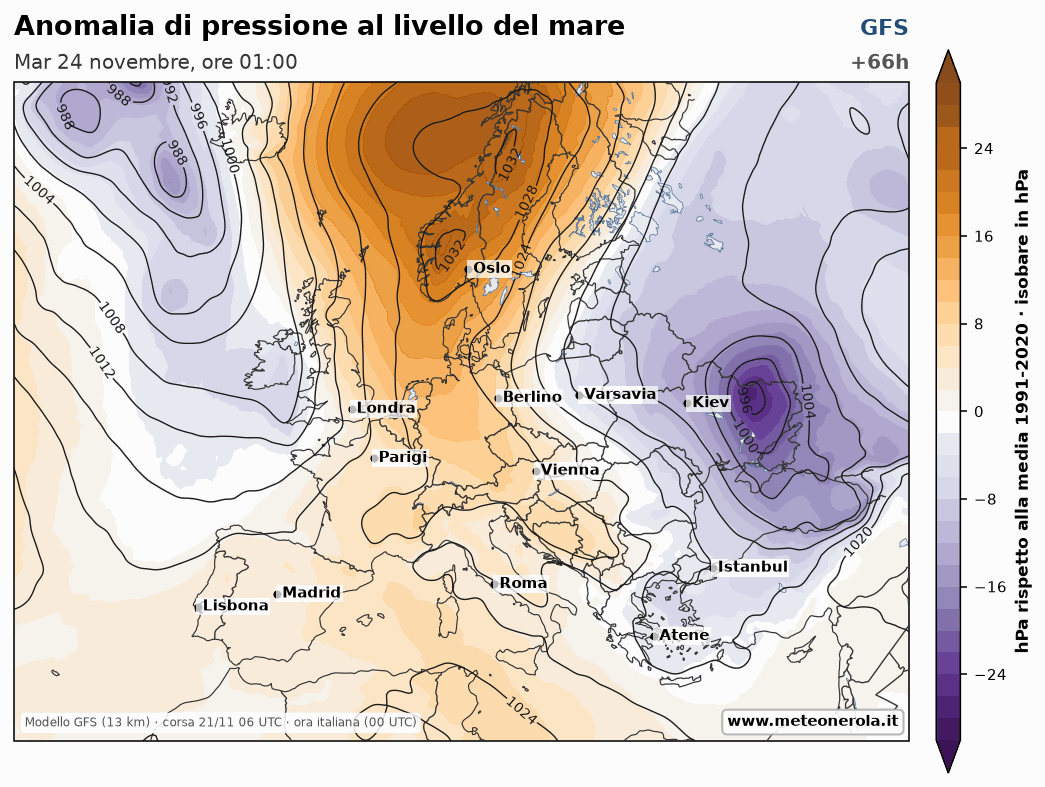 Anomalia di pressione al livello del mare
GFS
Mar 24 novembre, ore 01:00
+66h
988
988
992
996
988
1000
1004
1032
1028
1032
1024
Oslo
1008
1012
Londra
Berlino
Varsavia
Kiev
996
1004
1000
Parigi
Vienna
1020
Istanbul
Roma
Madrid
Lisbona
Atene
1024
Modello GFS (13 km) · corsa 21/11 06 UTC · ora italiana (00 UTC)
www.meteonerola.it
24
16
8
0
−8
−16
−24
hPa rispetto alla media 1991-2020 · isobare in hPa